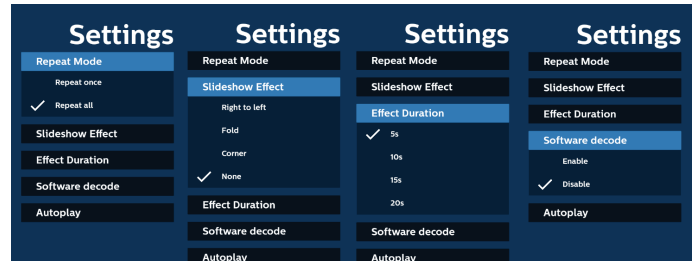 Settings
Repeat Mode
Repeat once
Repeat all
Slideshow Effect
Effect Duration
Software decode
Autoplay
Settings
Repeat Mode
Slideshow Effect
Right to left
Fold
Corner
None
Effect Duration
Software decode
Autoplay
Settings
Repeat Mode
Slideshow Effect
Effect Duration
5s
10s
15s
20s
Software decode
Autoplay
Settings
Repeat Mode
Slideshow Effect
Effect Duration
Software decode
Enable
Disable
Autoplay